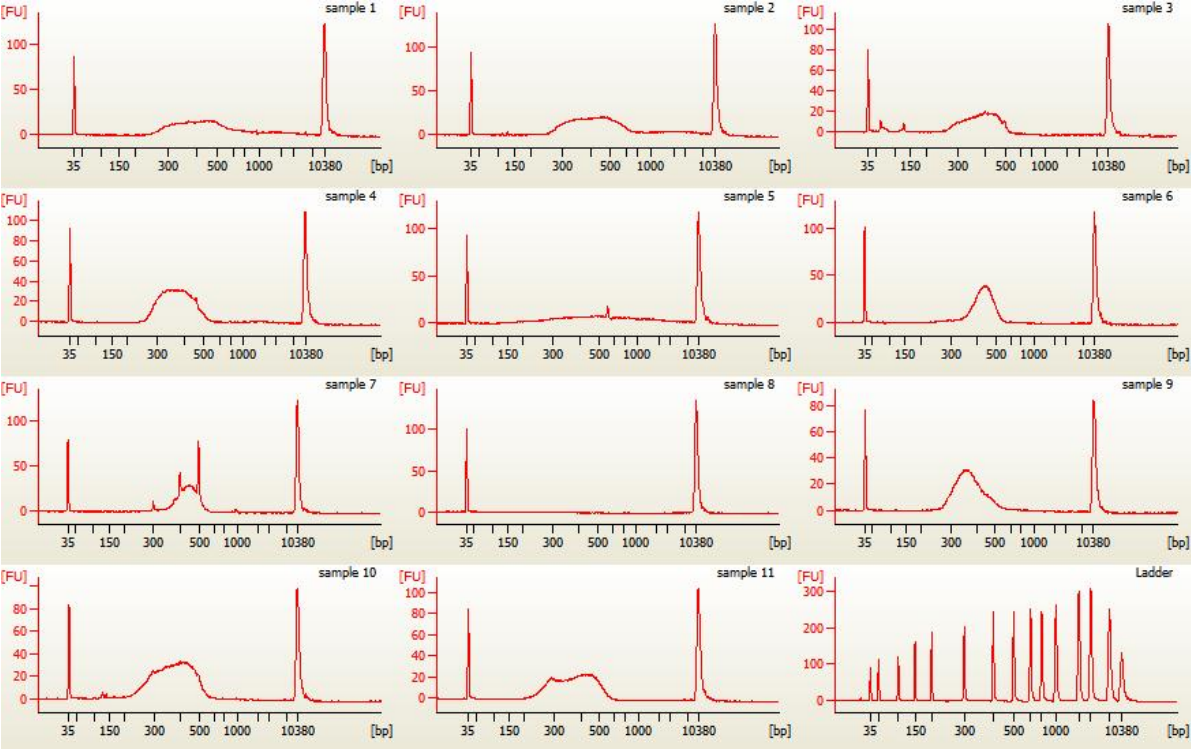 [FU] sample 1
100
50
0
35 150 300 500 1000 10380 [bp]
[FU] sample 2
100
50
0
35 150 300 500 1000 10380 [bp]
[FU] sample 3
100
80
60
40
20
0
35 150 300 500 1000 10380 [bp]
[FU] sample 4
100
80
60
40
20
0
35 150 300 500 1000 10380 [bp]
[FU] sample 5
100
50
0
35 150 300 500 1000 10380 [bp]
[FU] sample 6
100
50
0
35 150 300 500 1000 10380 [bp]
[FU] sample 7
100
50
0
35 150 300 500 1000 10380 [bp]
[FU] sample 8
100
50
0
35 150 300 500 1000 10380 [bp]
[FU] sample 9
80
60
40
20
0
35 150 300 500 1000 10380 [bp]
[FU] sample 10
80
60
40
20
0
35 150 300 500 1000 10380 [bp]
[FU] sample 11
100
80
60
40
20
0
35 150 300 500 1000 10380 [bp]
[FU] Ladder
300
200
100
0
35 150 300 500 1000 10380 [bp]